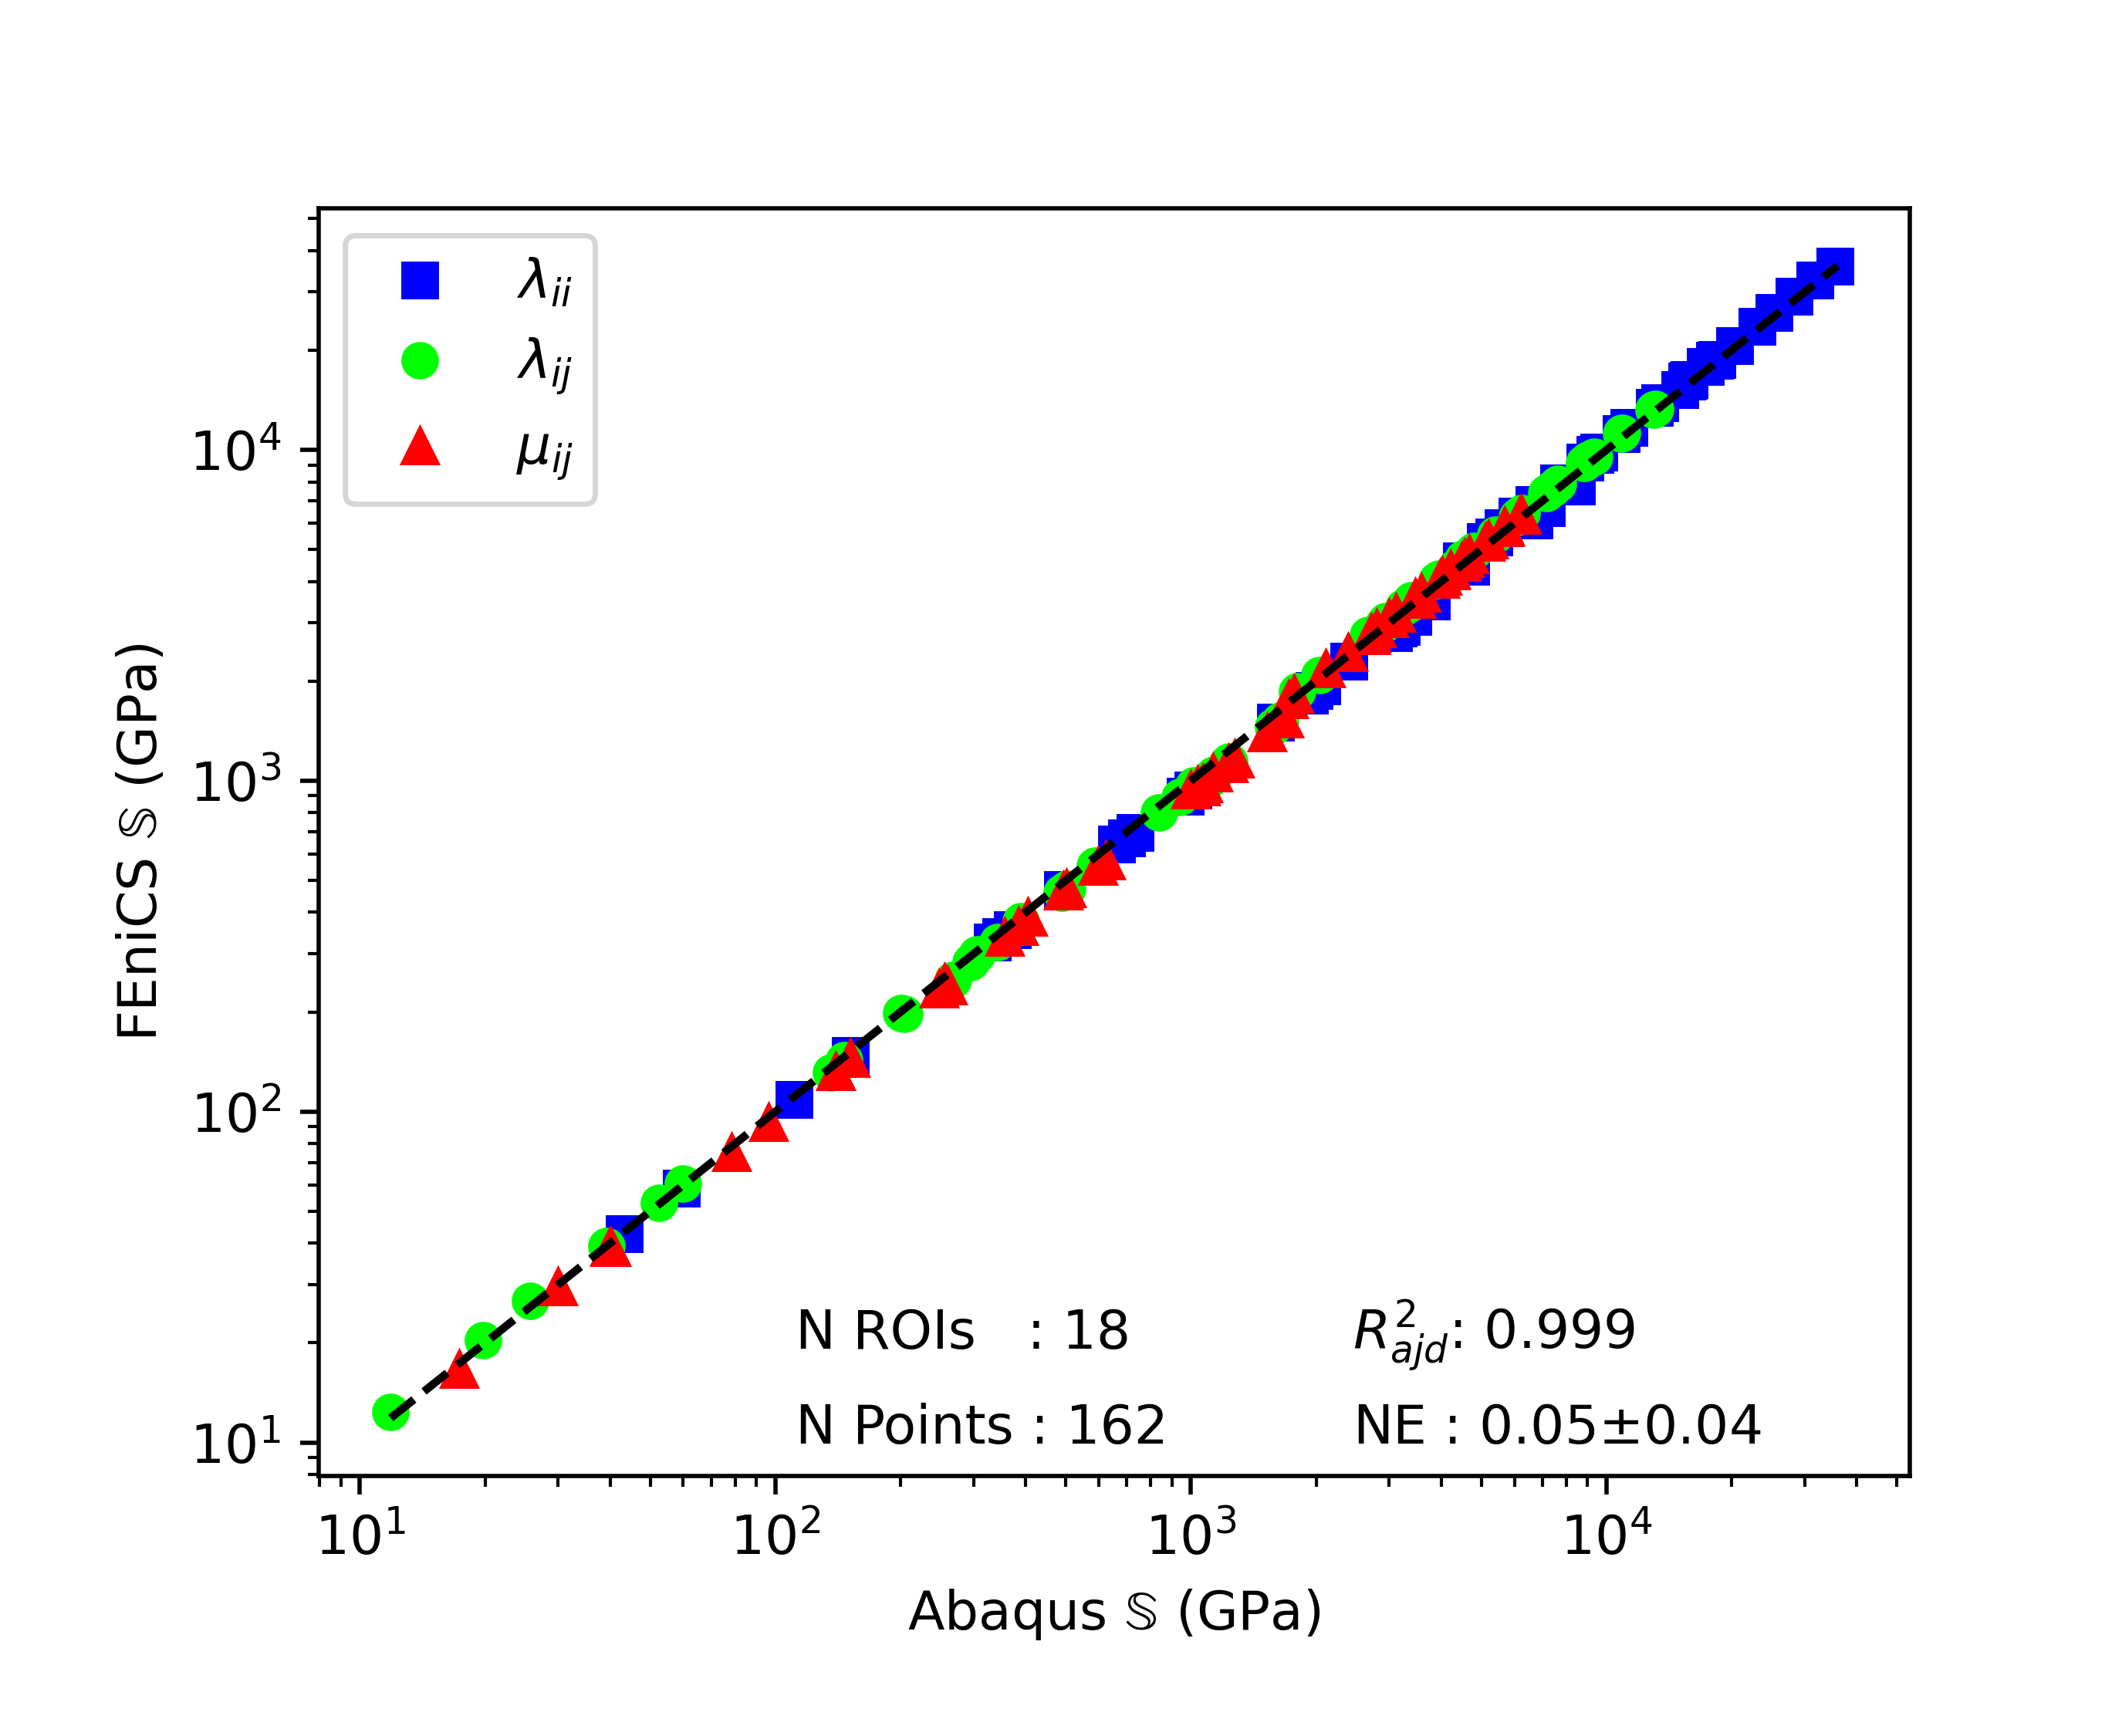 λᵢᵢ
λᵢⱼ
μᵢⱼ
FEniCS 𝕊 (GPa)
10⁴
10³
10²
10¹
N ROIs : 18
R²ₐⱼd: 0.999
N Points : 162
NE : 0.05±0.04
10¹ 10² 10³ 10⁴
Abaqus 𝕊 (GPa)